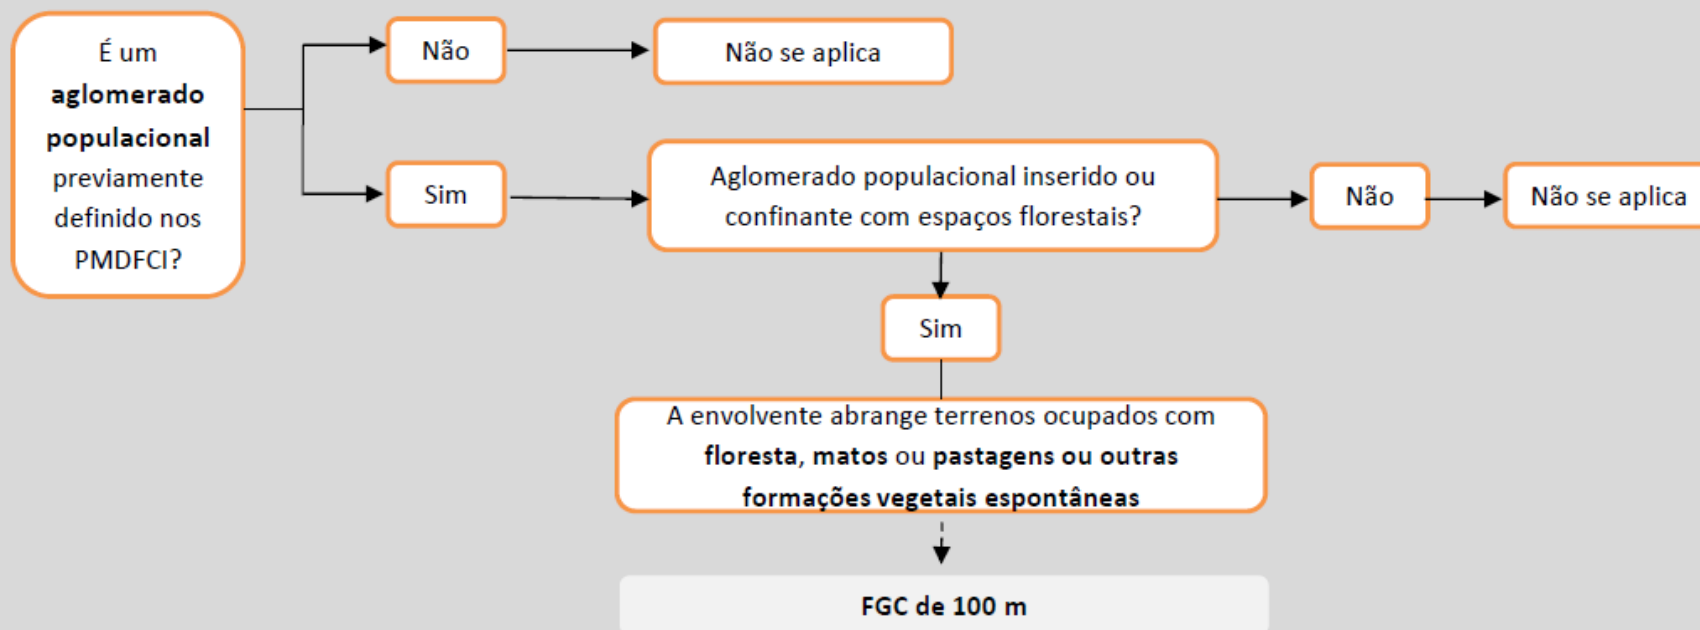 É um
aglomerado
populacional
previamente
definido nos
PMDFCI?
Não
Não se aplica
Sim
Aglomerado populacional inserido ou
confinante com espaços florestais?
Não
Não se aplica
Sim
A envolvente abrange terrenos ocupados com
floresta, matos ou pastagens ou outras
formações vegetais espontâneas
FGC de 100 m